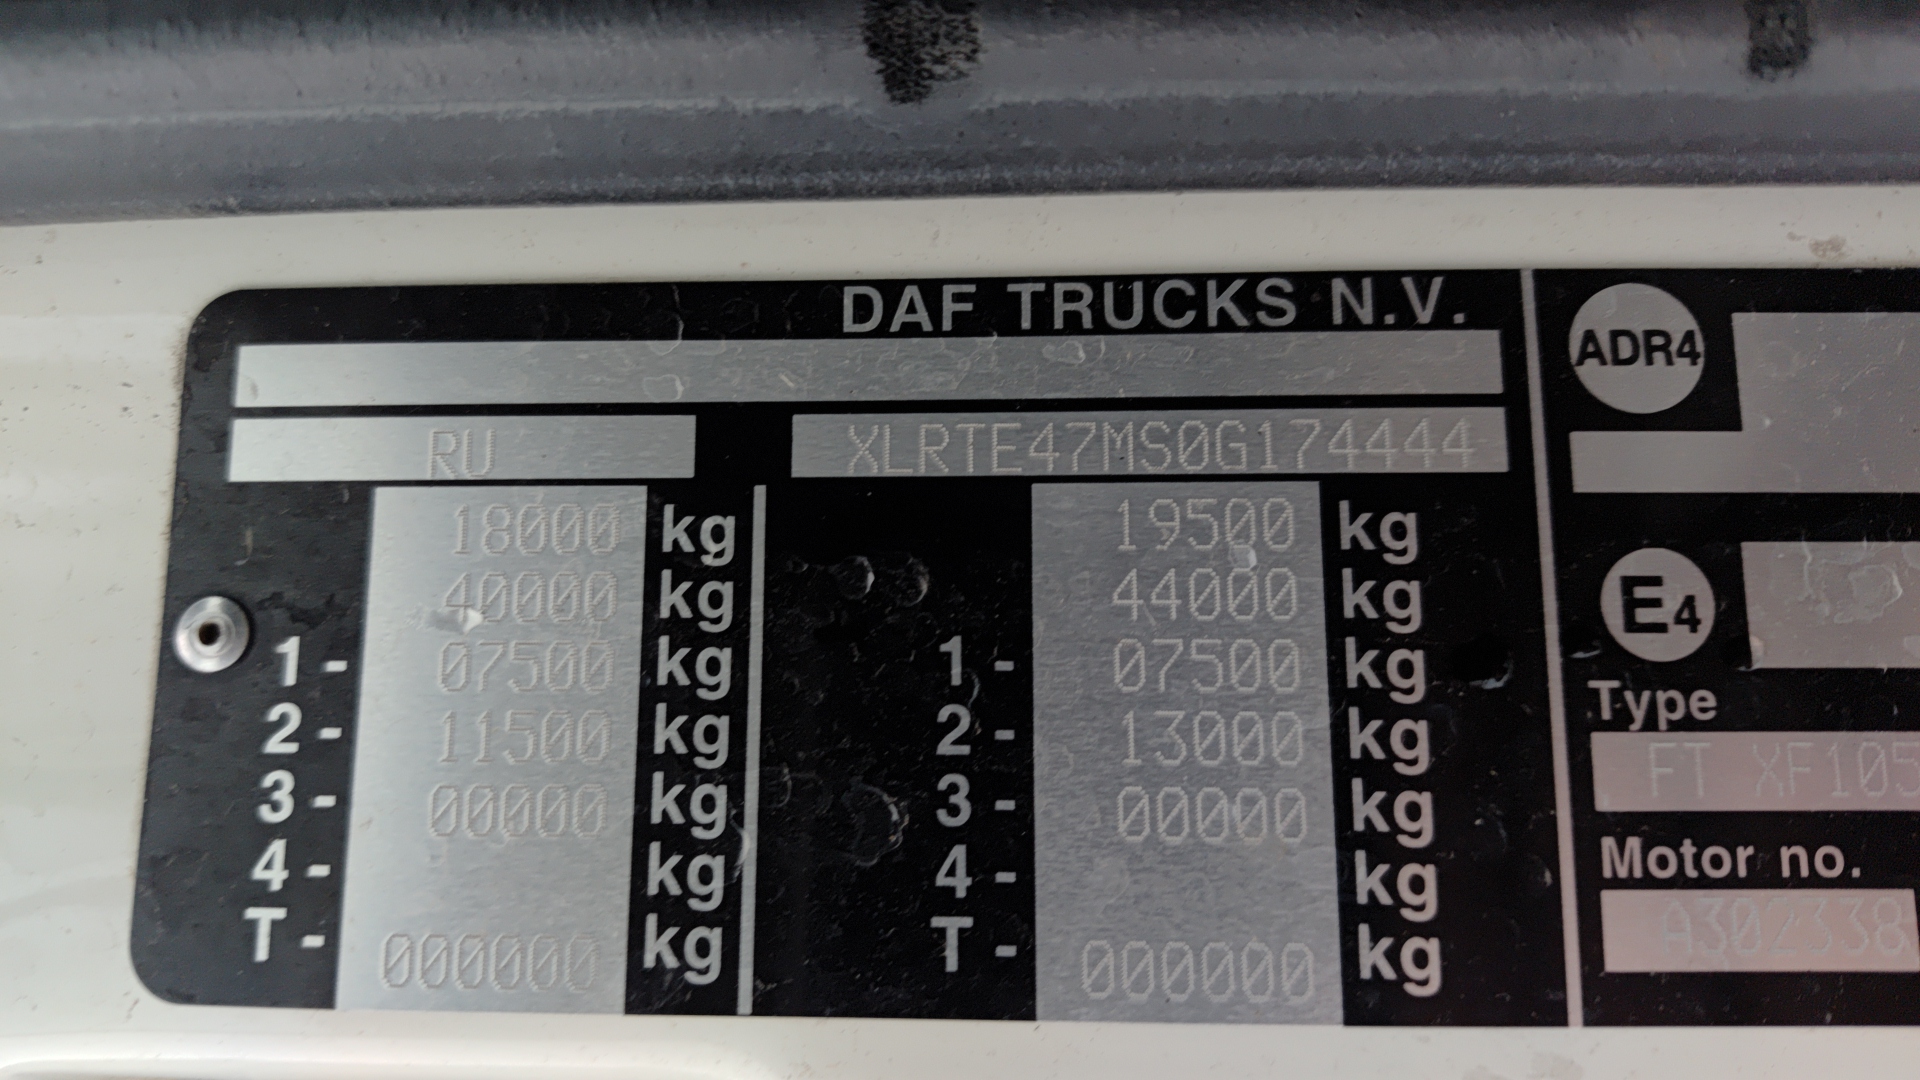 DAF TRUCKS N.V.
RU XLRTE47MS0G174444
18000 kg 19500 kg
40000 kg 44000 kg
1- 07500 kg 1- 07500 kg
2- 11500 kg 2- 13000 kg
3- 00000 kg 3- 00000 kg
4- kg 4- kg
T- 000000 kg T- 000000 kg
ADR4
E4
Type
FT XF105
Motor no.
A302338